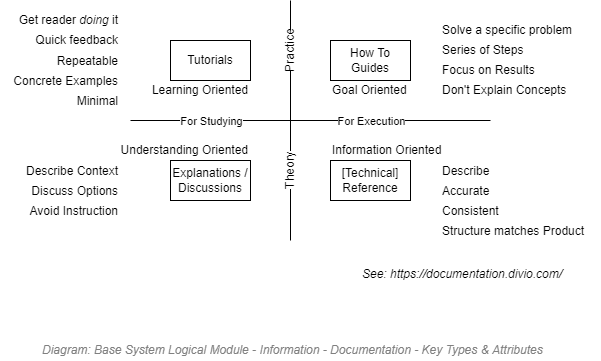 Get reader doing it
Quick feedback
Repeatable
Concrete Examples
Minimal
Tutorials
Learning Oriented
Practice
How To
Guides
Goal Oriented
Solve a specific problem
Series of Steps
Focus on Results
Don't Explain Concepts
For Studying
For Execution
Understanding Oriented
Explanations /
Discussions
Describe Context
Discuss Options
Avoid Instruction
Theory
Information Oriented
[Technical]
Reference
Describe
Accurate
Consistent
Structure matches Product
See: https://documentation.divio.com/
Diagram: Base System Logical Module - Information - Documentation - Key Types & Attributes